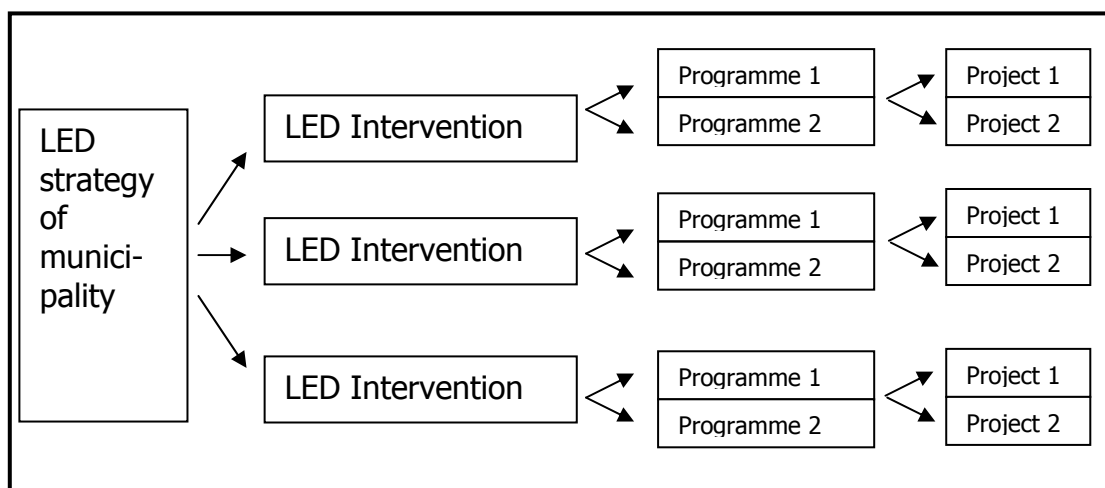 LED
strategy
of
munici-
pality
LED Intervention
Programme 1
Programme 2
Project 1
Project 2
LED Intervention
Programme 1
Programme 2
Project 1
Project 2
LED Intervention
Programme 1
Programme 2
Project 1
Project 2